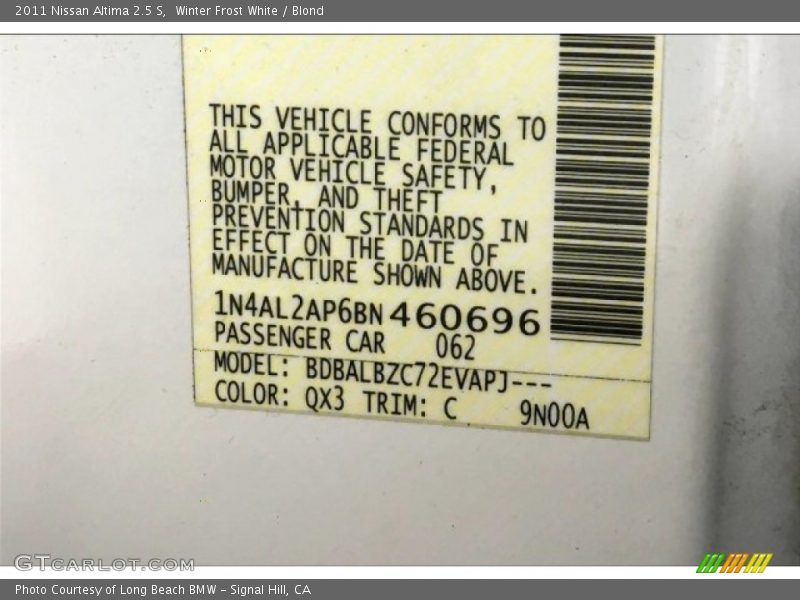 2011 Nissan Altima 2.5 S,  Winter Frost White / Blond
THIS VEHICLE CONFORMS TO
ALL APPLICABLE FEDERAL
MOTOR VEHICLE SAFETY,
BUMPER, AND THEFT
PREVENTION STANDARDS IN
EFFECT ON THE DATE OF
MANUFACTURE SHOWN ABOVE.
1N4AL2AP6BN460696
PASSENGER CAR 062
MODEL: BDBALBZC72EVAPJ---
COLOR: QX3 TRIM: C 9N00A
GTCARLOT.COM
Photo Courtesy of Long Beach BMW - Signal Hill, CA